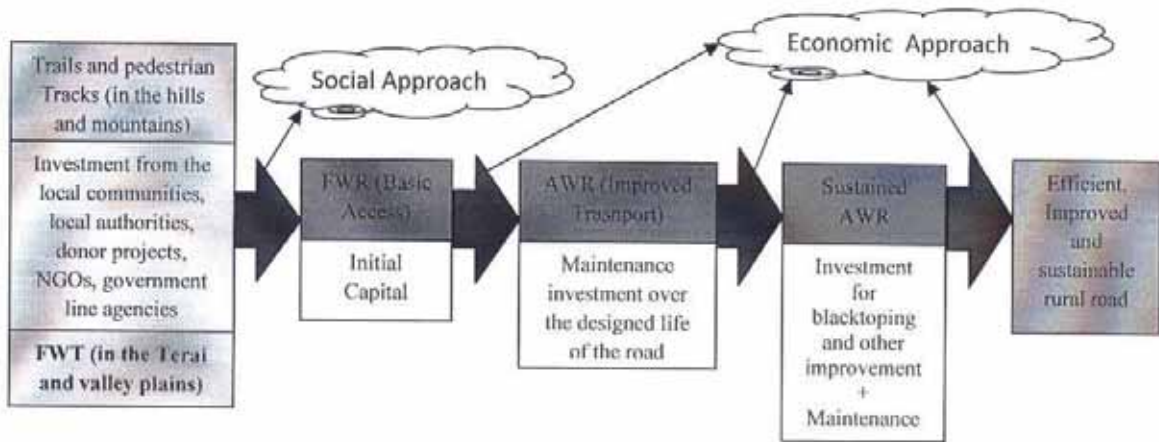 Social Approach
Economic Approach
Trails and pedestrian
Tracks (in the hills
and mountains)
Investment from the
local communities,
local authorities,
donor projects,
NGOs, government
line agencies
FWT (in the Terai
and valley plains)
FWR (Basic
Access)
Initial
Capital
AWR (Improved
Trasnport)
Maintenance
investment over
the designed life
of the road
Sustained
AWR
Investment
for
blacktoping
and other
improvement
+
Maintenance
Efficient,
Improved
and
sustainable
rural road